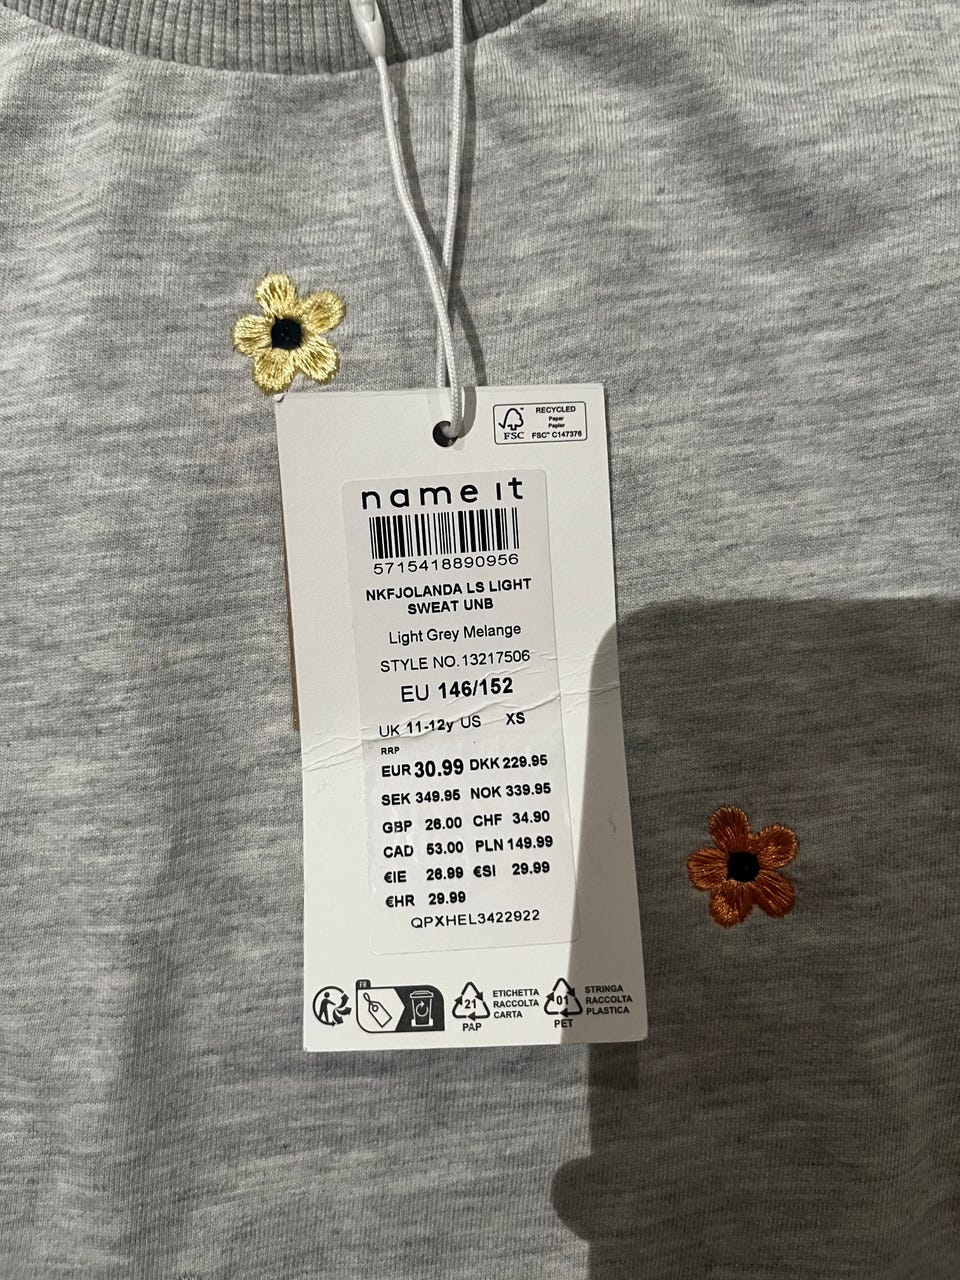 RECYCLED
Paper
Papier
FSC™ C147376
FSC
name it
5715418890956
NKFJOLANDA LS LIGHT
SWEAT UNB
Light Grey Melange
STYLE NO. 13217506
EU 146/152
UK 11-12y US XS
RRP
EUR 30.99 DKK 229.95
SEK 349.95 NOK 339.95
GBP 26.00 CHF 34.90
CAD 53.00 PLN 149.99
€IE 26.99 €SI 29.99
€HR 29.99
QPXHEL3422922
FR
21
PAP
ETICHETTA
RACCOLTA
CARTA
01
PET
STRINGA
RACCOLTA
PLASTICA